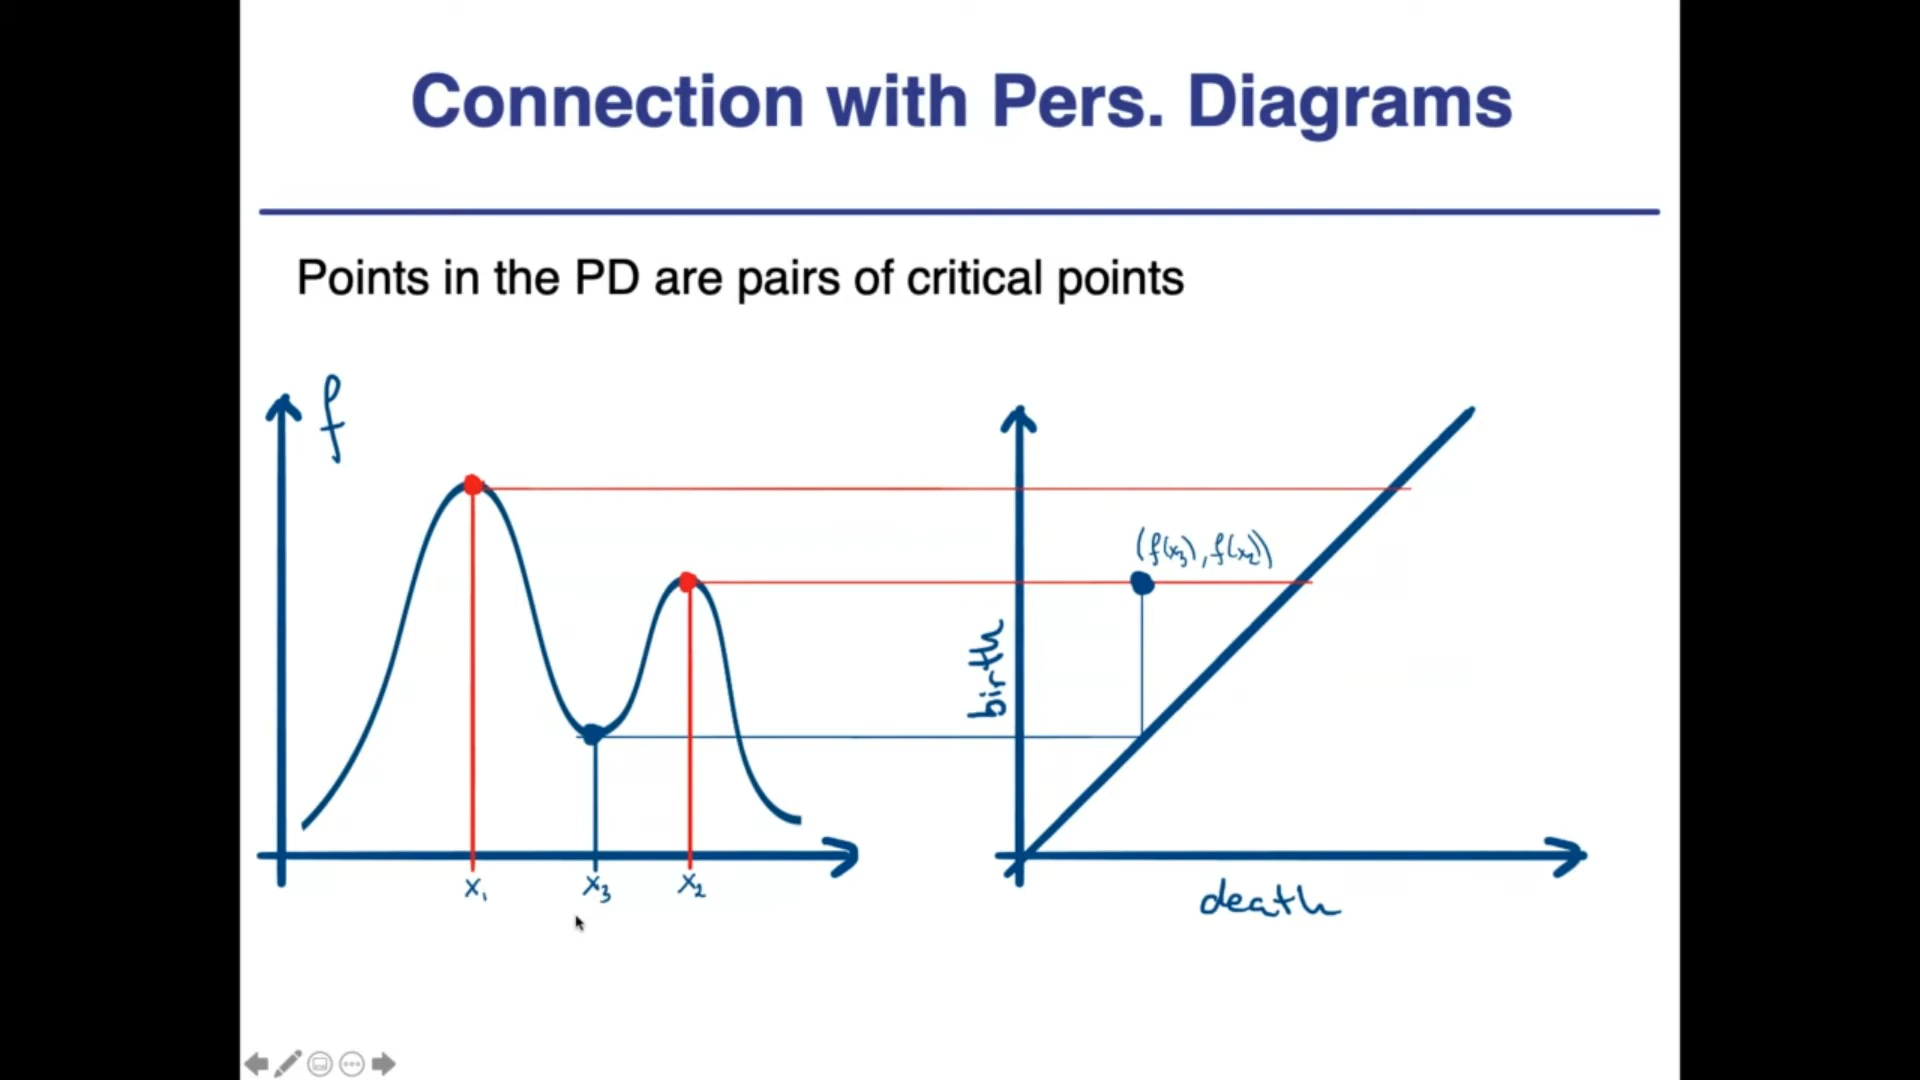 Connection with Pers. Diagrams
Points in the PD are pairs of critical points
f
(f(x₃), f(x₂))
birth
x₁
x₃
x₂
death